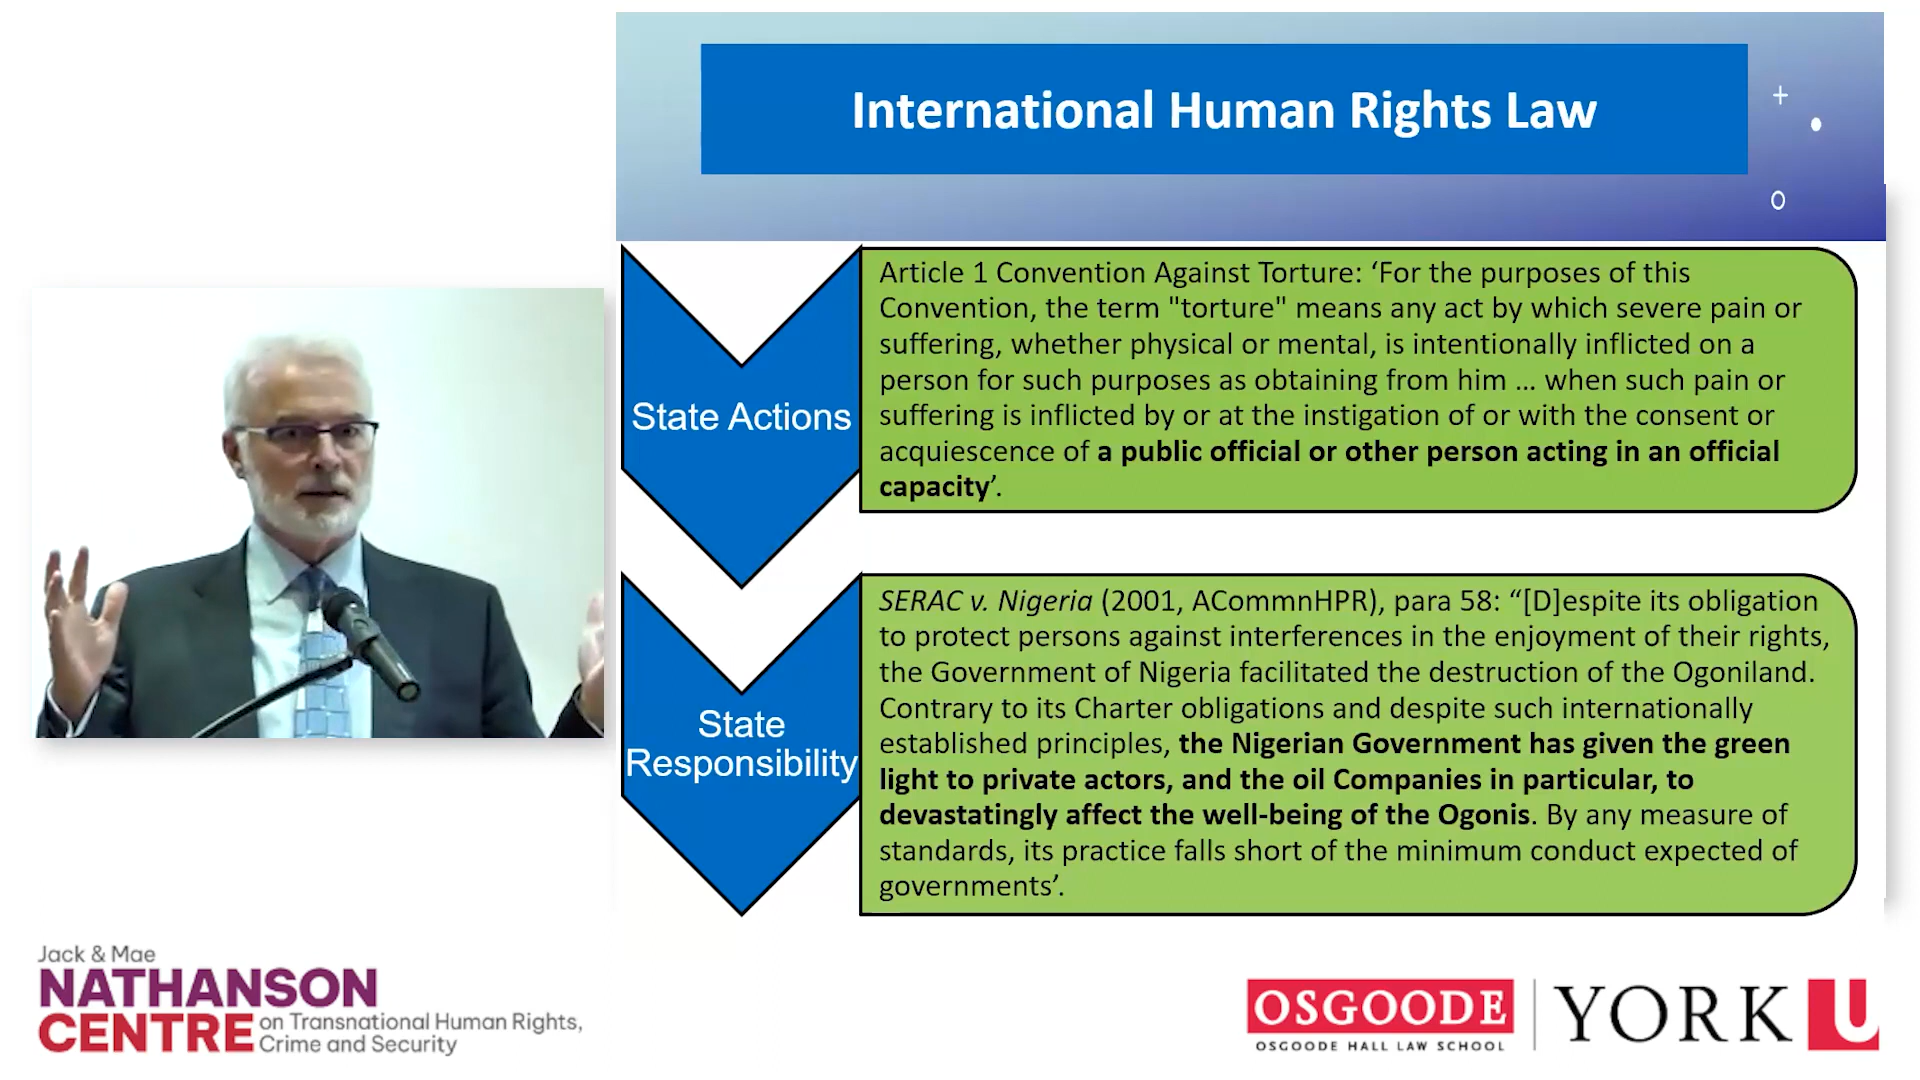 International Human Rights Law
State Actions
Article 1 Convention Against Torture: ‘For the purposes of this
Convention, the term "torture" means any act by which severe pain or
suffering, whether physical or mental, is intentionally inflicted on a
person for such purposes as obtaining from him … when such pain or
suffering is inflicted by or at the instigation of or with the consent or
acquiescence of a public official or other person acting in an official
capacity’.
State
Responsibility
SERAC v. Nigeria (2001, ACommnHPR), para 58: “[D]espite its obligation
to protect persons against interferences in the enjoyment of their rights,
the Government of Nigeria facilitated the destruction of the Ogoniland.
Contrary to its Charter obligations and despite such internationally
established principles, the Nigerian Government has given the green
light to private actors, and the oil Companies in particular, to
devastatingly affect the well-being of the Ogonis. By any measure of
standards, its practice falls short of the minimum conduct expected of
governments’.
Jack & Mae
NATHANSON
CENTRE on Transnational Human Rights,
Crime and Security
OSGOODE
OSGOODE HALL LAW SCHOOL
YORK U